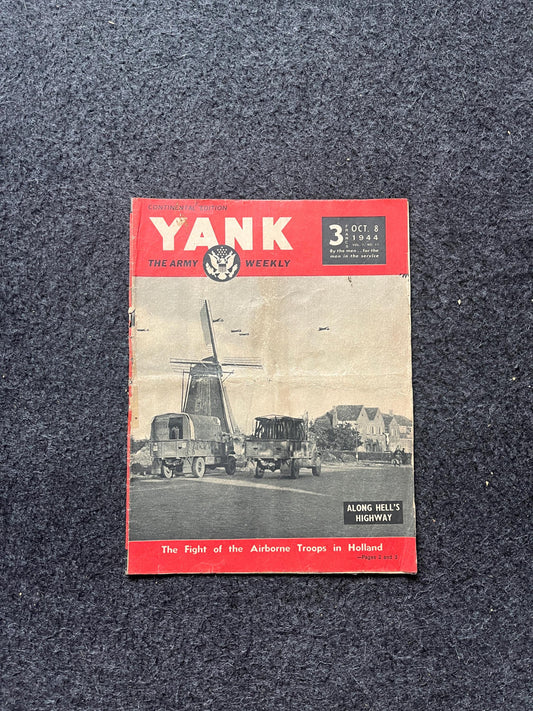 CONTINENTAL EDITION
YANK
THE ARMY WEEKLY
3 FRANCS
OCT. 8
1944
By the men . . for the
men in the service
ALONG HELL'S
HIGHWAY
The Fight of the Airborne Troops in Holland
—Pages 2 and 3